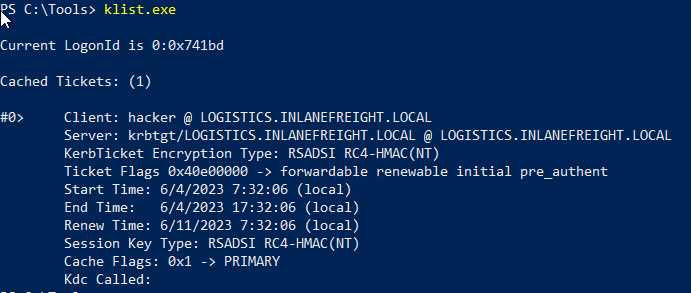 PS C:\Tools> klist.exe
Current LogonId is 0:0x741bd
Cached Tickets: (1)
#0>     Client: hacker @ LOGISTICS.INLANEFREIGHT.LOCAL
        Server: krbtgt/LOGISTICS.INLANEFREIGHT.LOCAL @ LOGISTICS.INLANEFREIGHT.LOCAL
        KerbTicket Encryption Type: RSADSI RC4-HMAC(NT)
        Ticket Flags 0x40e00000 -> forwardable renewable initial pre_authent
        Start Time: 6/4/2023 7:32:06 (local)
        End Time:   6/4/2023 17:32:06 (local)
        Renew Time: 6/11/2023 7:32:06 (local)
        Session Key Type: RSADSI RC4-HMAC(NT)
        Cache Flags: 0x1 -> PRIMARY
        Kdc Called: